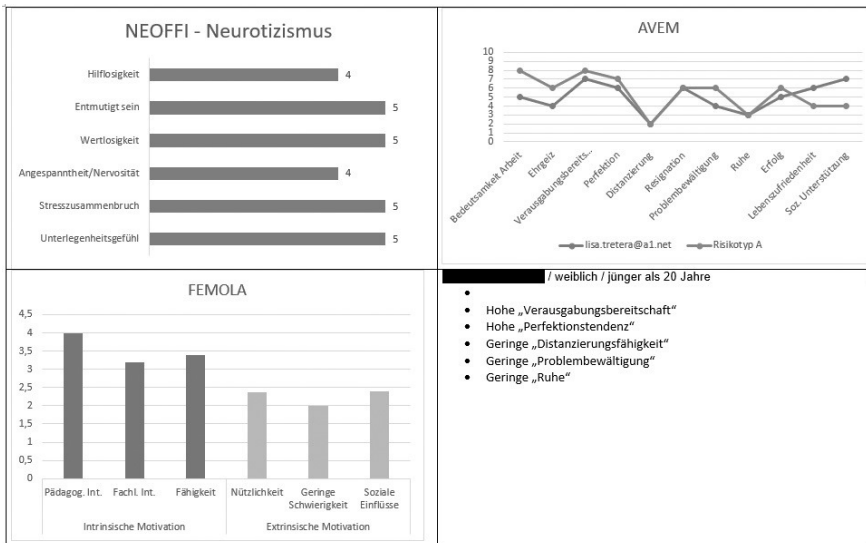 NEOFFI - Neurotizismus
Hilflosigkeit 4
Entmutigt sein 5
Wertlosigkeit 5
Angespanntheit/Nervosität 4
Stresszusammenbruch 5
Unterlegenheitsgefühl 5
AVEM
10
9
8
7
6
5
4
3
2
1
0
Bedeutsamkeit Arbeit
Ehrgeiz
Verausgabungsbereits...
Perfektion
Distanzierung
Resignation
Problembewältigung
Ruhe
Erfolg
Lebenszufriedenheit
Soz. Unterstützung
lisa.tretera@a1.net Risikotyp A
FEMOLA
4,5
4
3,5
3
2,5
2
1,5
1
0,5
0
Pädagog. Int. Fachl. Int. Fähigkeit Nützlichkeit Geringe Schwierigkeit Soziale Einflüsse
Intrinsische Motivation Extrinsische Motivation
/ weiblich / jünger als 20 Jahre
•
• Hohe „Verausgabungsbereitschaft“
• Hohe „Perfektionstendenz“
• Geringe „Distanzierungsfähigkeit“
• Geringe „Problembewältigung“
• Geringe „Ruhe“